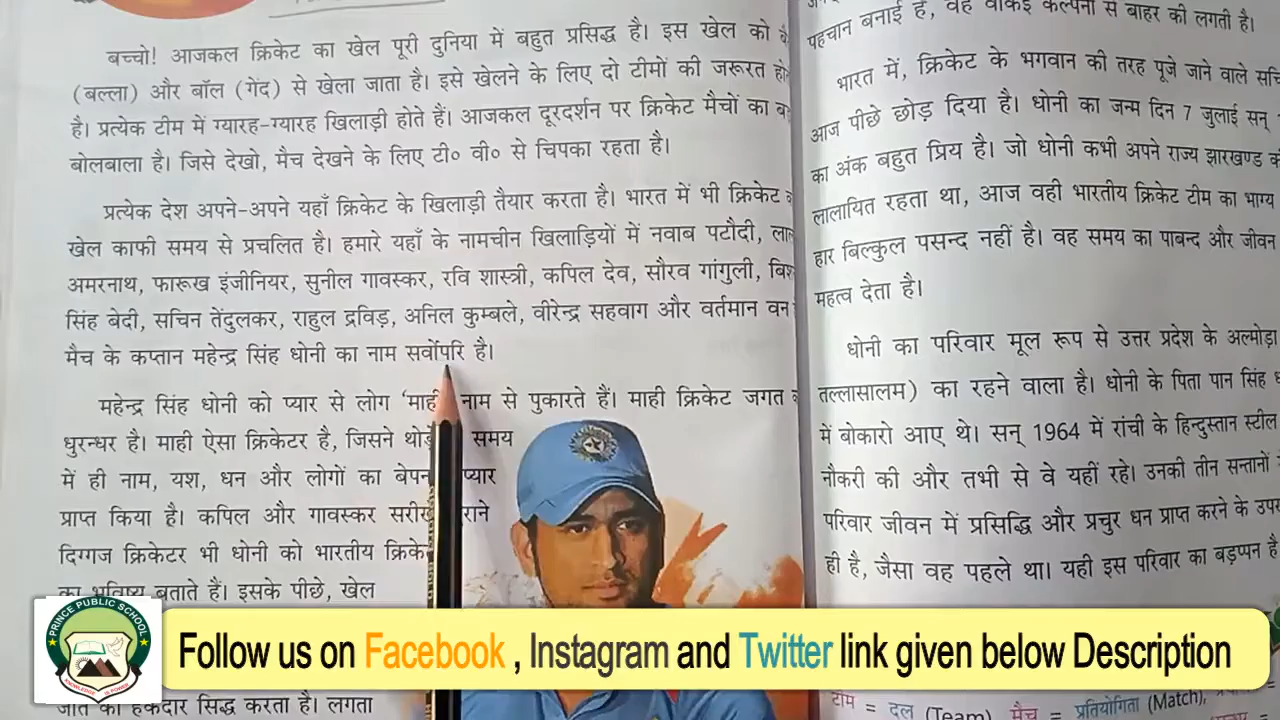 बच्चो! आजकल क्रिकेट का खेल पूरी दुनिया में बहुत प्रसिद्ध है। इस खेल को
(बल्ला) और बॉल (गेंद) से खेला जाता है। इसे खेलने के लिए दो टीमों की जरूरत
है। प्रत्येक टीम में ग्यारह-ग्यारह खिलाड़ी होते हैं। आजकल दूरदर्शन पर क्रिकेट मैचों का
बोलबाला है। जिसे देखो, मैच देखने के लिए टी० वी० से चिपका रहता है।
प्रत्येक देश अपने-अपने यहाँ क्रिकेट के खिलाड़ी तैयार करता है। भारत में भी क्रिकेट
खेल काफी समय से प्रचलित है। हमारे यहाँ के नामचीन खिलाड़ियों में नवाब पटौदी,
अमरनाथ, फारूख इंजीनियर, सुनील गावस्कर, रवि शास्त्री, कपिल देव, सौरव गांगुली,
सिंह बेदी, सचिन तेंदुलकर, राहुल द्रविड़, अनिल कुम्बले, वीरेन्द्र सहवाग और वर्तमान वन
मैच के कप्तान महेन्द्र सिंह धोनी का नाम सर्वोपरि है।
महेन्द्र सिंह धोनी को प्यार से लोग 'माही नाम से पुकारते हैं। माही क्रिकेट जगत
धुरन्धर है। माही ऐसा क्रिकेटर है, जिसने समय
में ही नाम, यश, धन और लोगों का प्यार
प्राप्त किया है। कपिल और गावस्कर
दिग्गज क्रिकेटर भी धोनी को भारतीय
का भविष्य बताते हैं। इसके पीछे, खेल
जीत का हकदार सिद्ध करता है। लगता
पहचान बनाई है, वह वाकई कल्पना से बाहर की लगती है।
भारत में, क्रिकेट के भगवान की तरह पूजे जाने वाले
आज पीछे छोड़ दिया है। धोनी का जन्म दिन 7 जुलाई सन्
का अंक बहुत प्रिय है। जो धोनी कभी अपने राज्य झारखण्ड
लालायित रहता था, आज वही भारतीय क्रिकेट टीम का भाग्य
हार बिल्कुल पसन्द नहीं है। वह समय का पाबन्द और जीवन
महत्व देता है।
धोनी का परिवार मूल रूप से उत्तर प्रदेश के अल्मोड़ा
तल्लासालम) का रहने वाला है। धोनी के पिता पान सिंह
में बोकारो आए थे। सन् 1964 में रांची के हिन्दुस्तान स्टील
नौकरी की और तभी से वे यहीं रहे। उनकी तीन सन्तानों
परिवार जीवन में प्रसिद्धि और प्रचुर धन प्राप्त करने के
ही है, जैसा वह पहले था। यही इस परिवार का बड़प्पन है
टीम = दल (Team) मैच = प्रतियोगिता (Match),
PRINCE PUBLIC SCHOOL
Follow us on Facebook , Instagram and Twitter link given below Description